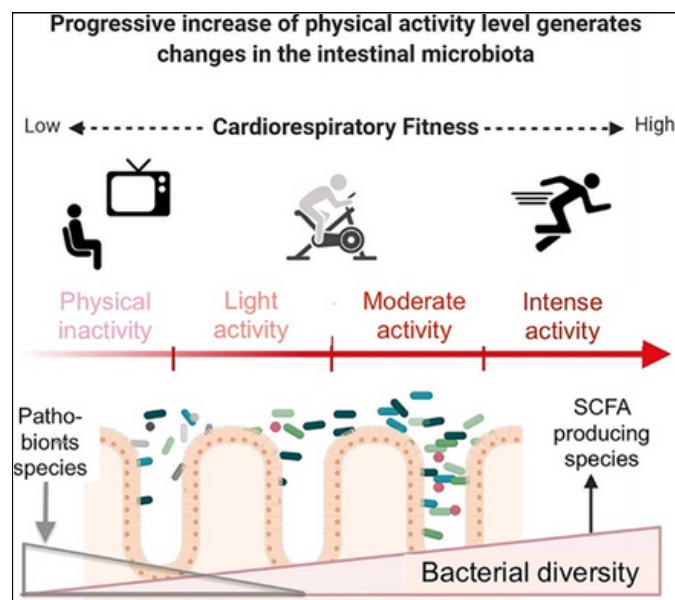 Progressive increase of physical activity level generates
changes in the intestinal microbiota
Low Cardiorespiratory Fitness High
Physical
inactivity
Light
activity
Moderate
activity
Intense
activity
Patho-
bionts
species
SCFA
producing
species
Bacterial diversity